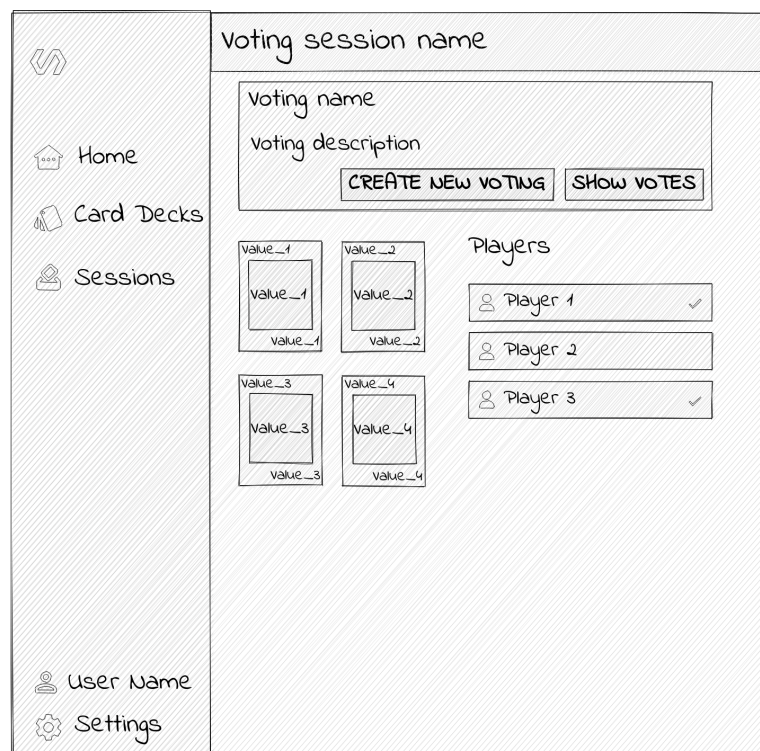 Voting session name
Home
Card Decks
Sessions
User Name
Settings
Voting name
Voting description
CREATE NEW VOTING
SHOW VOTES
Value_1
Value_1
Value_1
Value_2
Value_2
Value_2
Value_3
Value_3
Value_3
Value_4
Value_4
Value_4
Players
Player 1
Player 2
Player 3